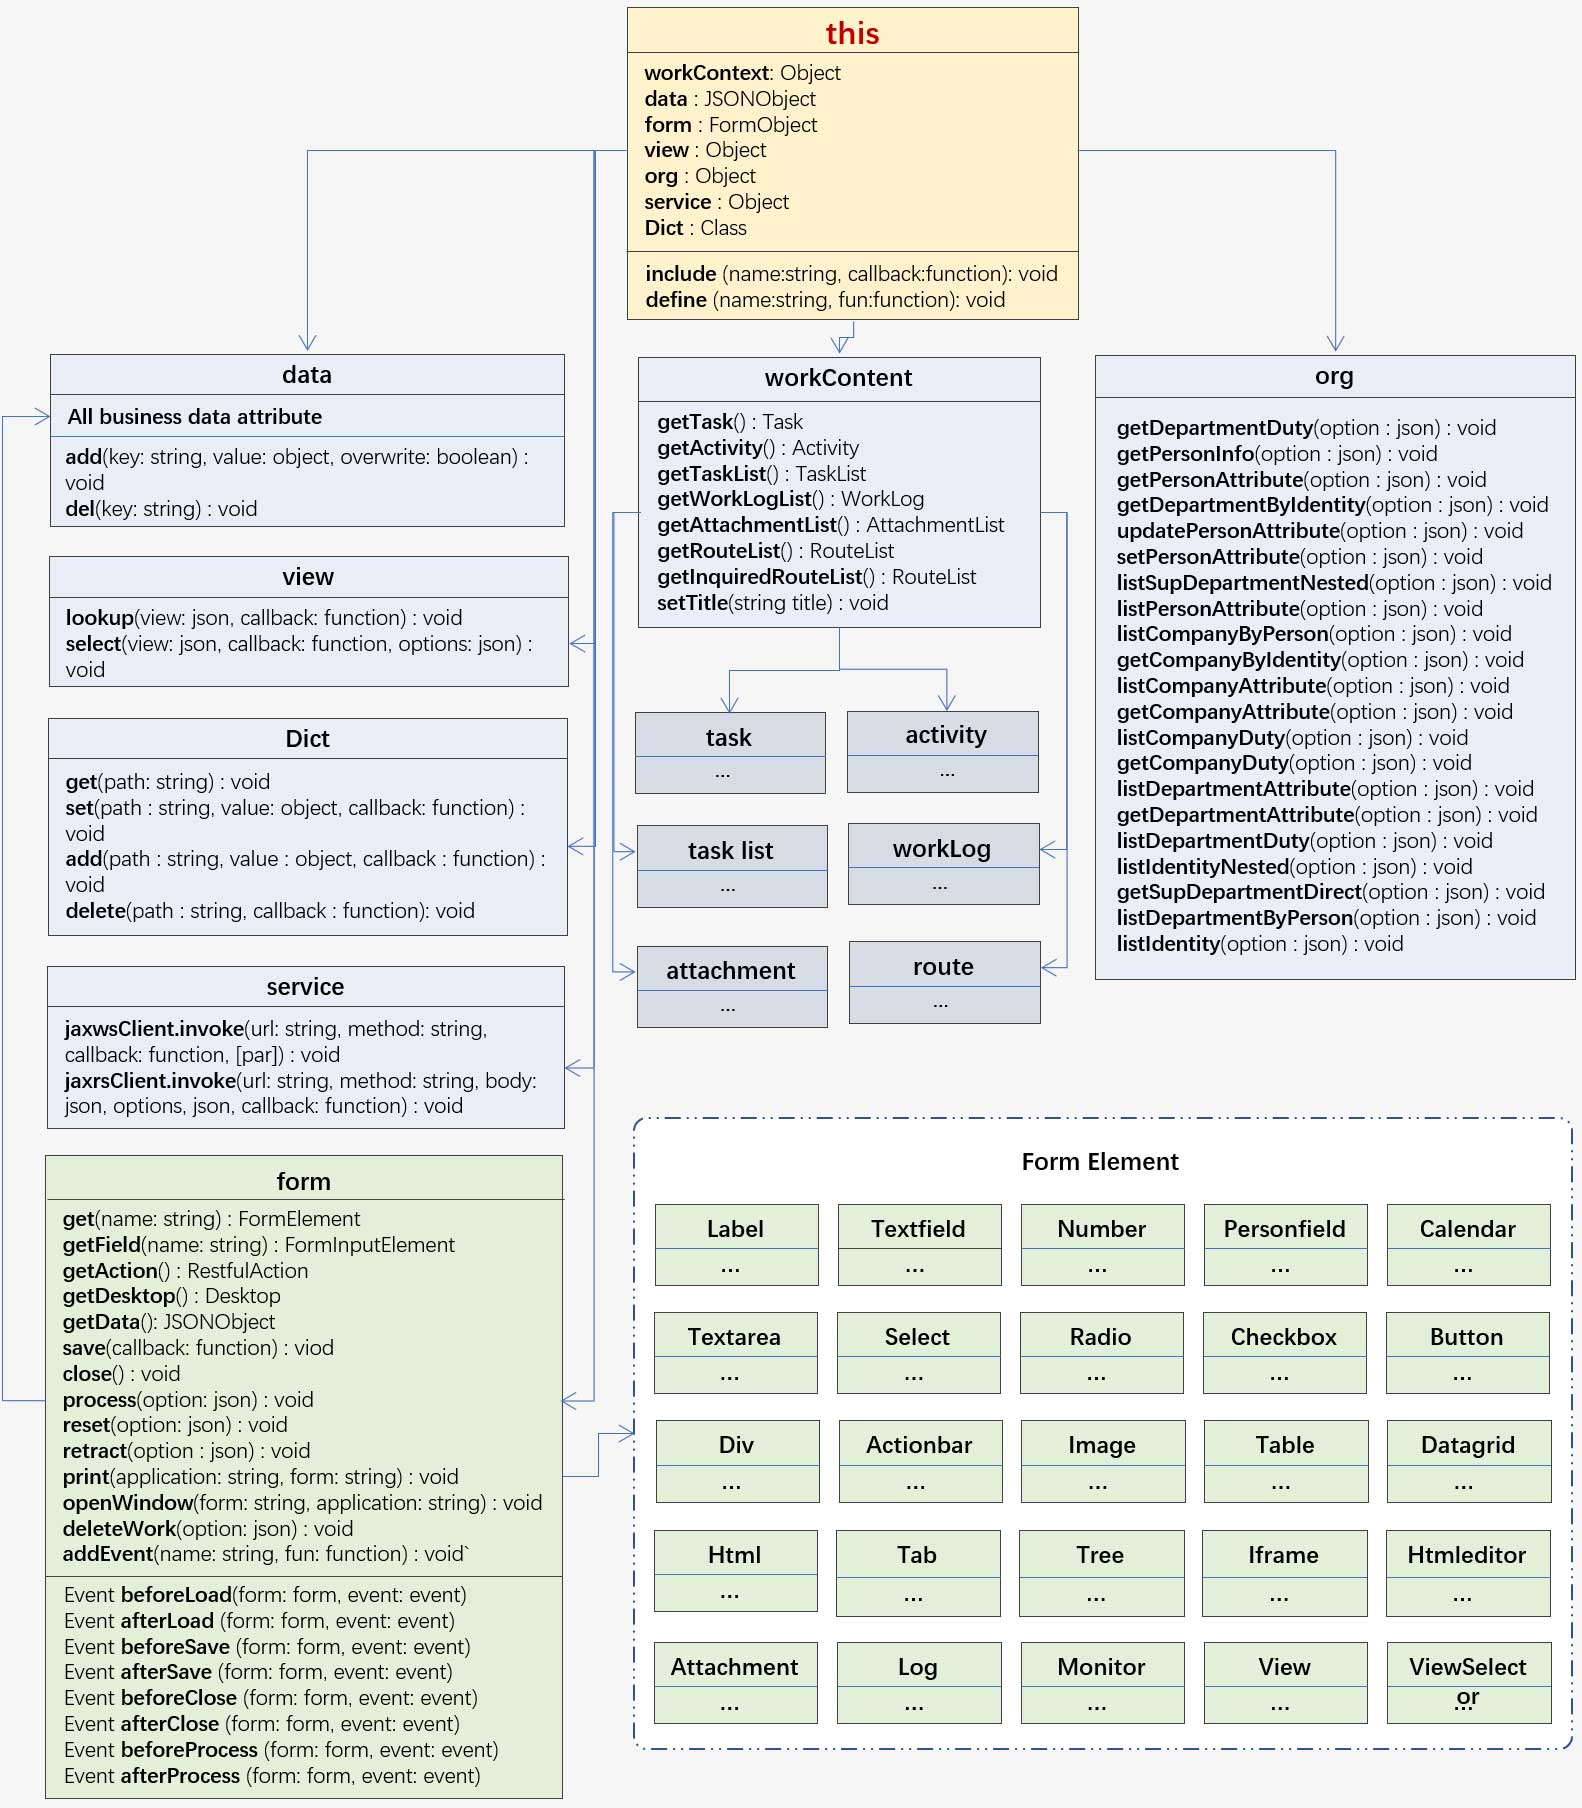 this
workContext: Object
data : JSONObject
form : FormObject
view : Object
org : Object
service : Object
Dict : Class
include (name:string, callback:function): void
define (name:string, fun:function): void
data
All business data attribute
add(key: string, value: object, overwrite: boolean) :
void
del(key: string) : void
view
lookup(view: json, callback: function) : void
select(view: json, callback: function, options: json) :
void
Dict
get(path: string) : void
set(path : string, value: object, callback: function) :
void
add(path : string, value : object, callback : function) :
void
delete(path : string, callback : function): void
service
jaxwsClient.invoke(url: string, method: string,
callback: function, [par]) : void
jaxrsClient.invoke(url: string, method: string, body:
json, options, json, callback: function) : void
form
get(name: string) : FormElement
getField(name: string) : FormInputElement
getAction() : RestfulAction
getDesktop() : Desktop
getData(): JSONObject
save(callback: function) : viod
close() : void
process(option: json) : void
reset(option: json) : void
retract(option : json) : void
print(application: string, form: string) : void
openWindow(form: string, application: string) : void
deleteWork(option: json) : void
addEvent(name: string, fun: function) : void`
Event beforeLoad(form: form, event: event)
Event afterLoad (form: form, event: event)
Event beforeSave (form: form, event: event)
Event afterSave (form: form, event: event)
Event beforeClose (form: form, event: event)
Event afterClose (form: form, event: event)
Event beforeProcess (form: form, event: event)
Event afterProcess (form: form, event: event)
workContent
getTask() : Task
getActivity() : Activity
getTaskList() : TaskList
getWorkLogList() : WorkLog
getAttachmentList() : AttachmentList
getRouteList() : RouteList
getInquiredRouteList() : RouteList
setTitle(string title) : void
task
...
activity
...
task list
...
workLog
...
attachment
...
route
...
org
getDepartmentDuty(option : json) : void
getPersonInfo(option : json) : void
getPersonAttribute(option : json) : void
getDepartmentByIdentity(option : json) : void
updatePersonAttribute(option : json) : void
setPersonAttribute(option : json) : void
listSupDepartmentNested(option : json) : void
listPersonAttribute(option : json) : void
listCompanyByPerson(option : json) : void
getCompanyByIdentity(option : json) : void
listCompanyAttribute(option : json) : void
getCompanyAttribute(option : json) : void
listCompanyDuty(option : json) : void
getCompanyDuty(option : json) : void
listDepartmentAttribute(option : json) : void
getDepartmentAttribute(option : json) : void
listDepartmentDuty(option : json) : void
listIdentityNested(option : json) : void
getSupDepartmentDirect(option : json) : void
listDepartmentByPerson(option : json) : void
listIdentity(option : json) : void
Form Element
Label
...
Textfield
...
Number
...
Personfield
...
Calendar
...
Textarea
...
Select
...
Radio
...
Checkbox
...
Button
...
Div
...
Actionbar
...
Image
...
Table
...
Datagrid
...
Html
...
Tab
...
Tree
...
Iframe
...
Htmleditor
...
Attachment
...
Log
...
Monitor
...
View
...
ViewSelect
or
...